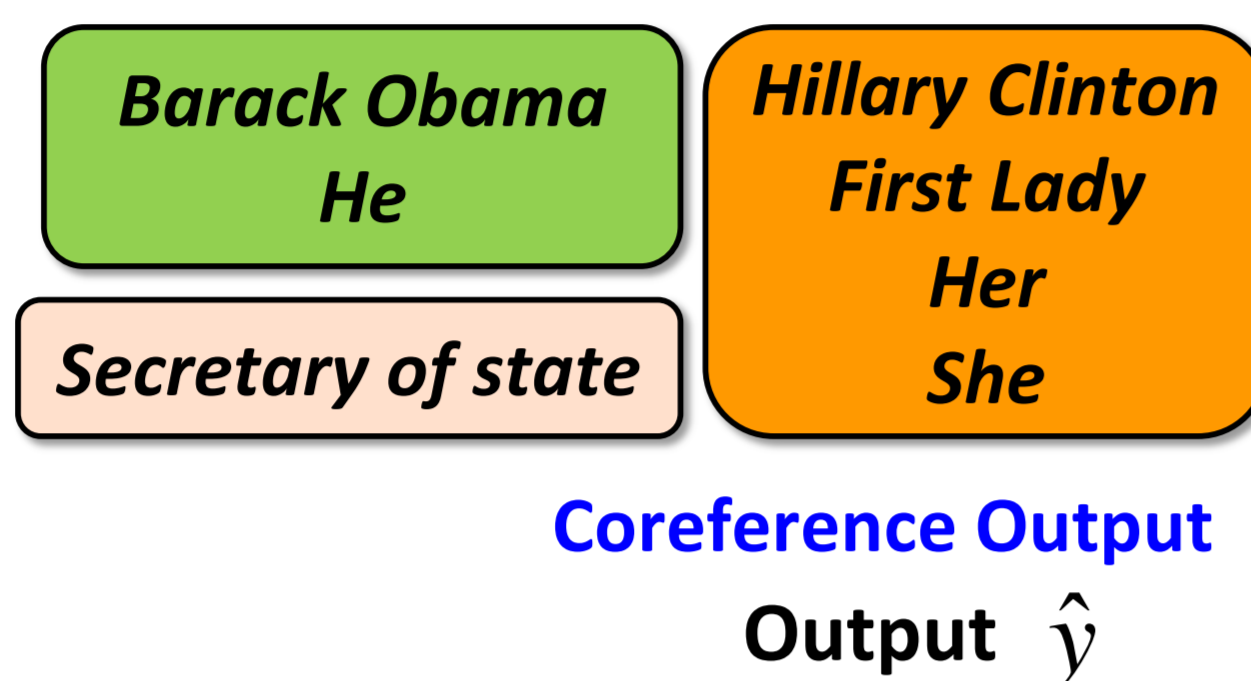 Barack Obama
He
Secretary of state
Hillary Clinton
First Lady
Her
She
Coreference Output
Output ŷ